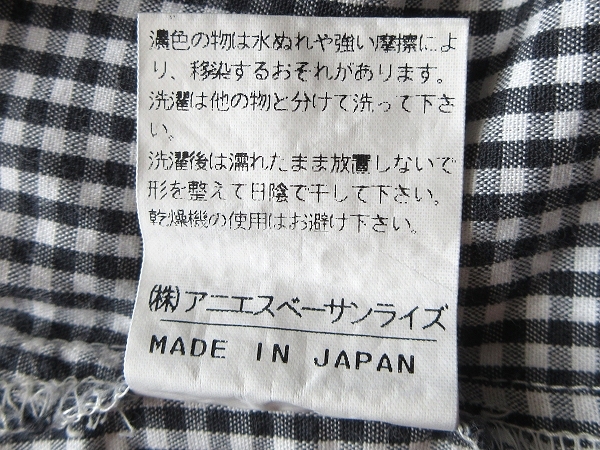 濃色の物は水ぬれや強い摩擦によ
り、移染するおそれがあります。
洗濯は他の物と分けて洗って下さ
い。
洗濯後は濡れたまま放置しないで
形を整えて日陰で干して下さい。
乾燥機の使用はお避け下さい。
(株)アニエスベーサンライズ
MADE IN JAPAN